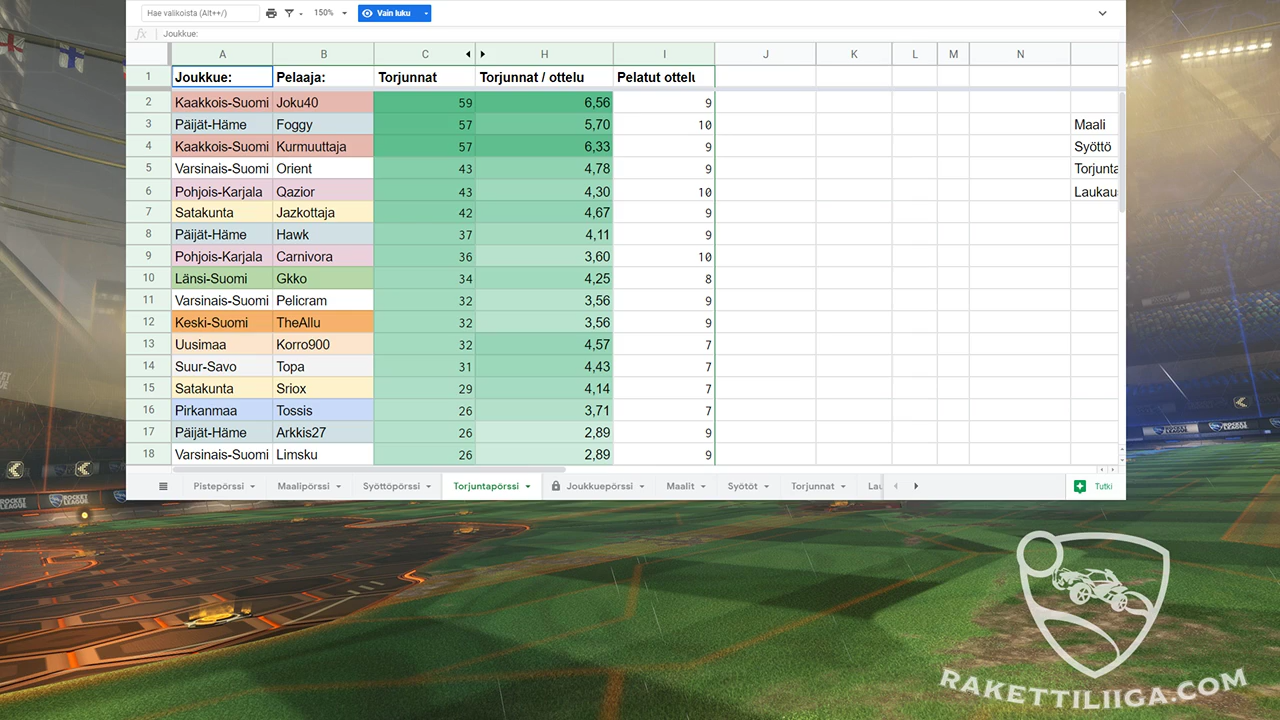 Hae valikoista (Alt++/) 150% Vain luku
fx Joukkue:
A B C H I J K L M N
1 Joukkue: Pelaaja: Torjunnat Torjunnat / ottelu Pelatut ottelu
2 Kaakkois-Suomi Joku40 59 6,56 9
3 Päijät-Häme Foggy 57 5,70 10 Maali
4 Kaakkois-Suomi Kurmuuttaja 57 6,33 9 Syöttö
5 Varsinais-Suomi Orient 43 4,78 9 Torjunta
6 Pohjois-Karjala Qazior 43 4,30 10 Laukaus
7 Satakunta Jazkottaja 42 4,67 9
8 Päijät-Häme Hawk 37 4,11 9
9 Pohjois-Karjala Carnivora 36 3,60 10
10 Länsi-Suomi Gkko 34 4,25 8
11 Varsinais-Suomi Pelicram 32 3,56 9
12 Keski-Suomi TheAllu 32 3,56 9
13 Uusimaa Korro900 32 4,57 7
14 Suur-Savo Topa 31 4,43 7
15 Satakunta Sriox 29 4,14 7
16 Pirkanmaa Tossis 26 3,71 7
17 Päijät-Häme Arkkis27 26 2,89 9
18 Varsinais-Suomi Limsku 26 2,89 9
Pistepörssi Maalipörssi Syöttöpörssi Torjuntapörssi Joukkuepörssi Maalit Syötöt Torjunnat Lau Tutki
ROCKET LEAGUE
RAKETTILIIGA.COM